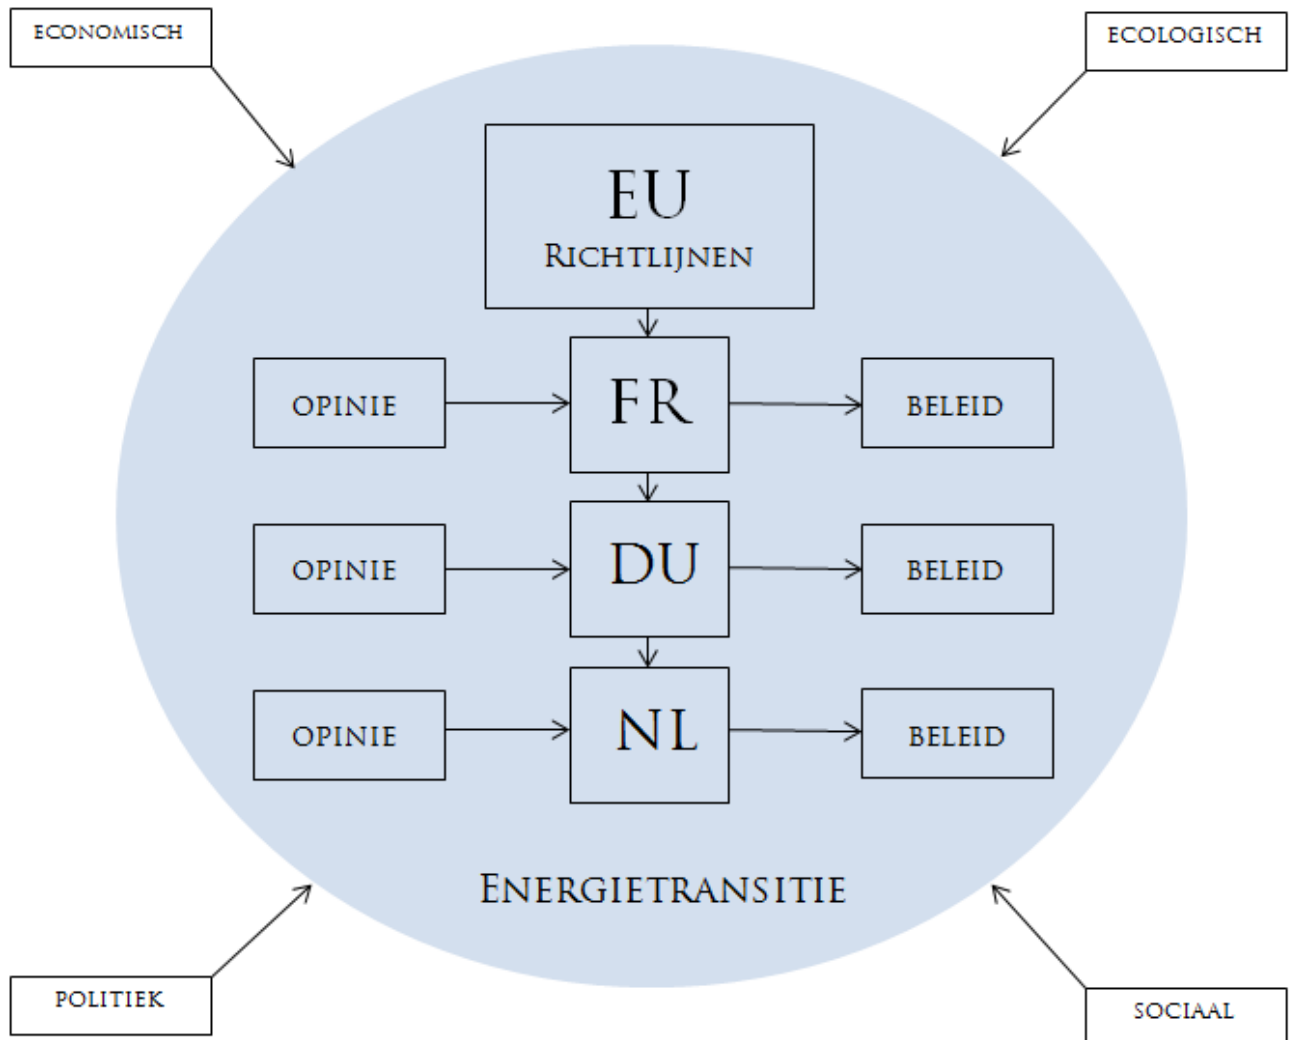 ECONOMISCH
ECOLOGISCH
EU
RICHTLIJNEN
OPINIE
FR
BELEID
OPINIE
DU
BELEID
OPINIE
NL
BELEID
ENERGIETRANSITIE
POLITIEK
SOCIAAL